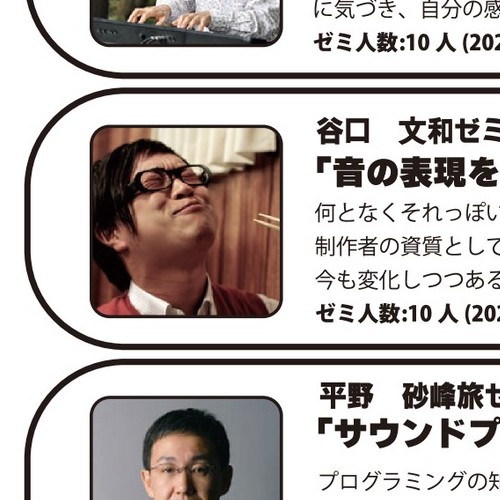 に気づき、自分の感
ゼミ人数:10 人 (202
谷口　文和ゼミ
「音の表現を
何となくそれっぽい
制作者の資質として
今も変化しつつある
ゼミ人数:10 人 (202
平野　砂峰旅ゼ
「サウンドプ
プログラミングの知